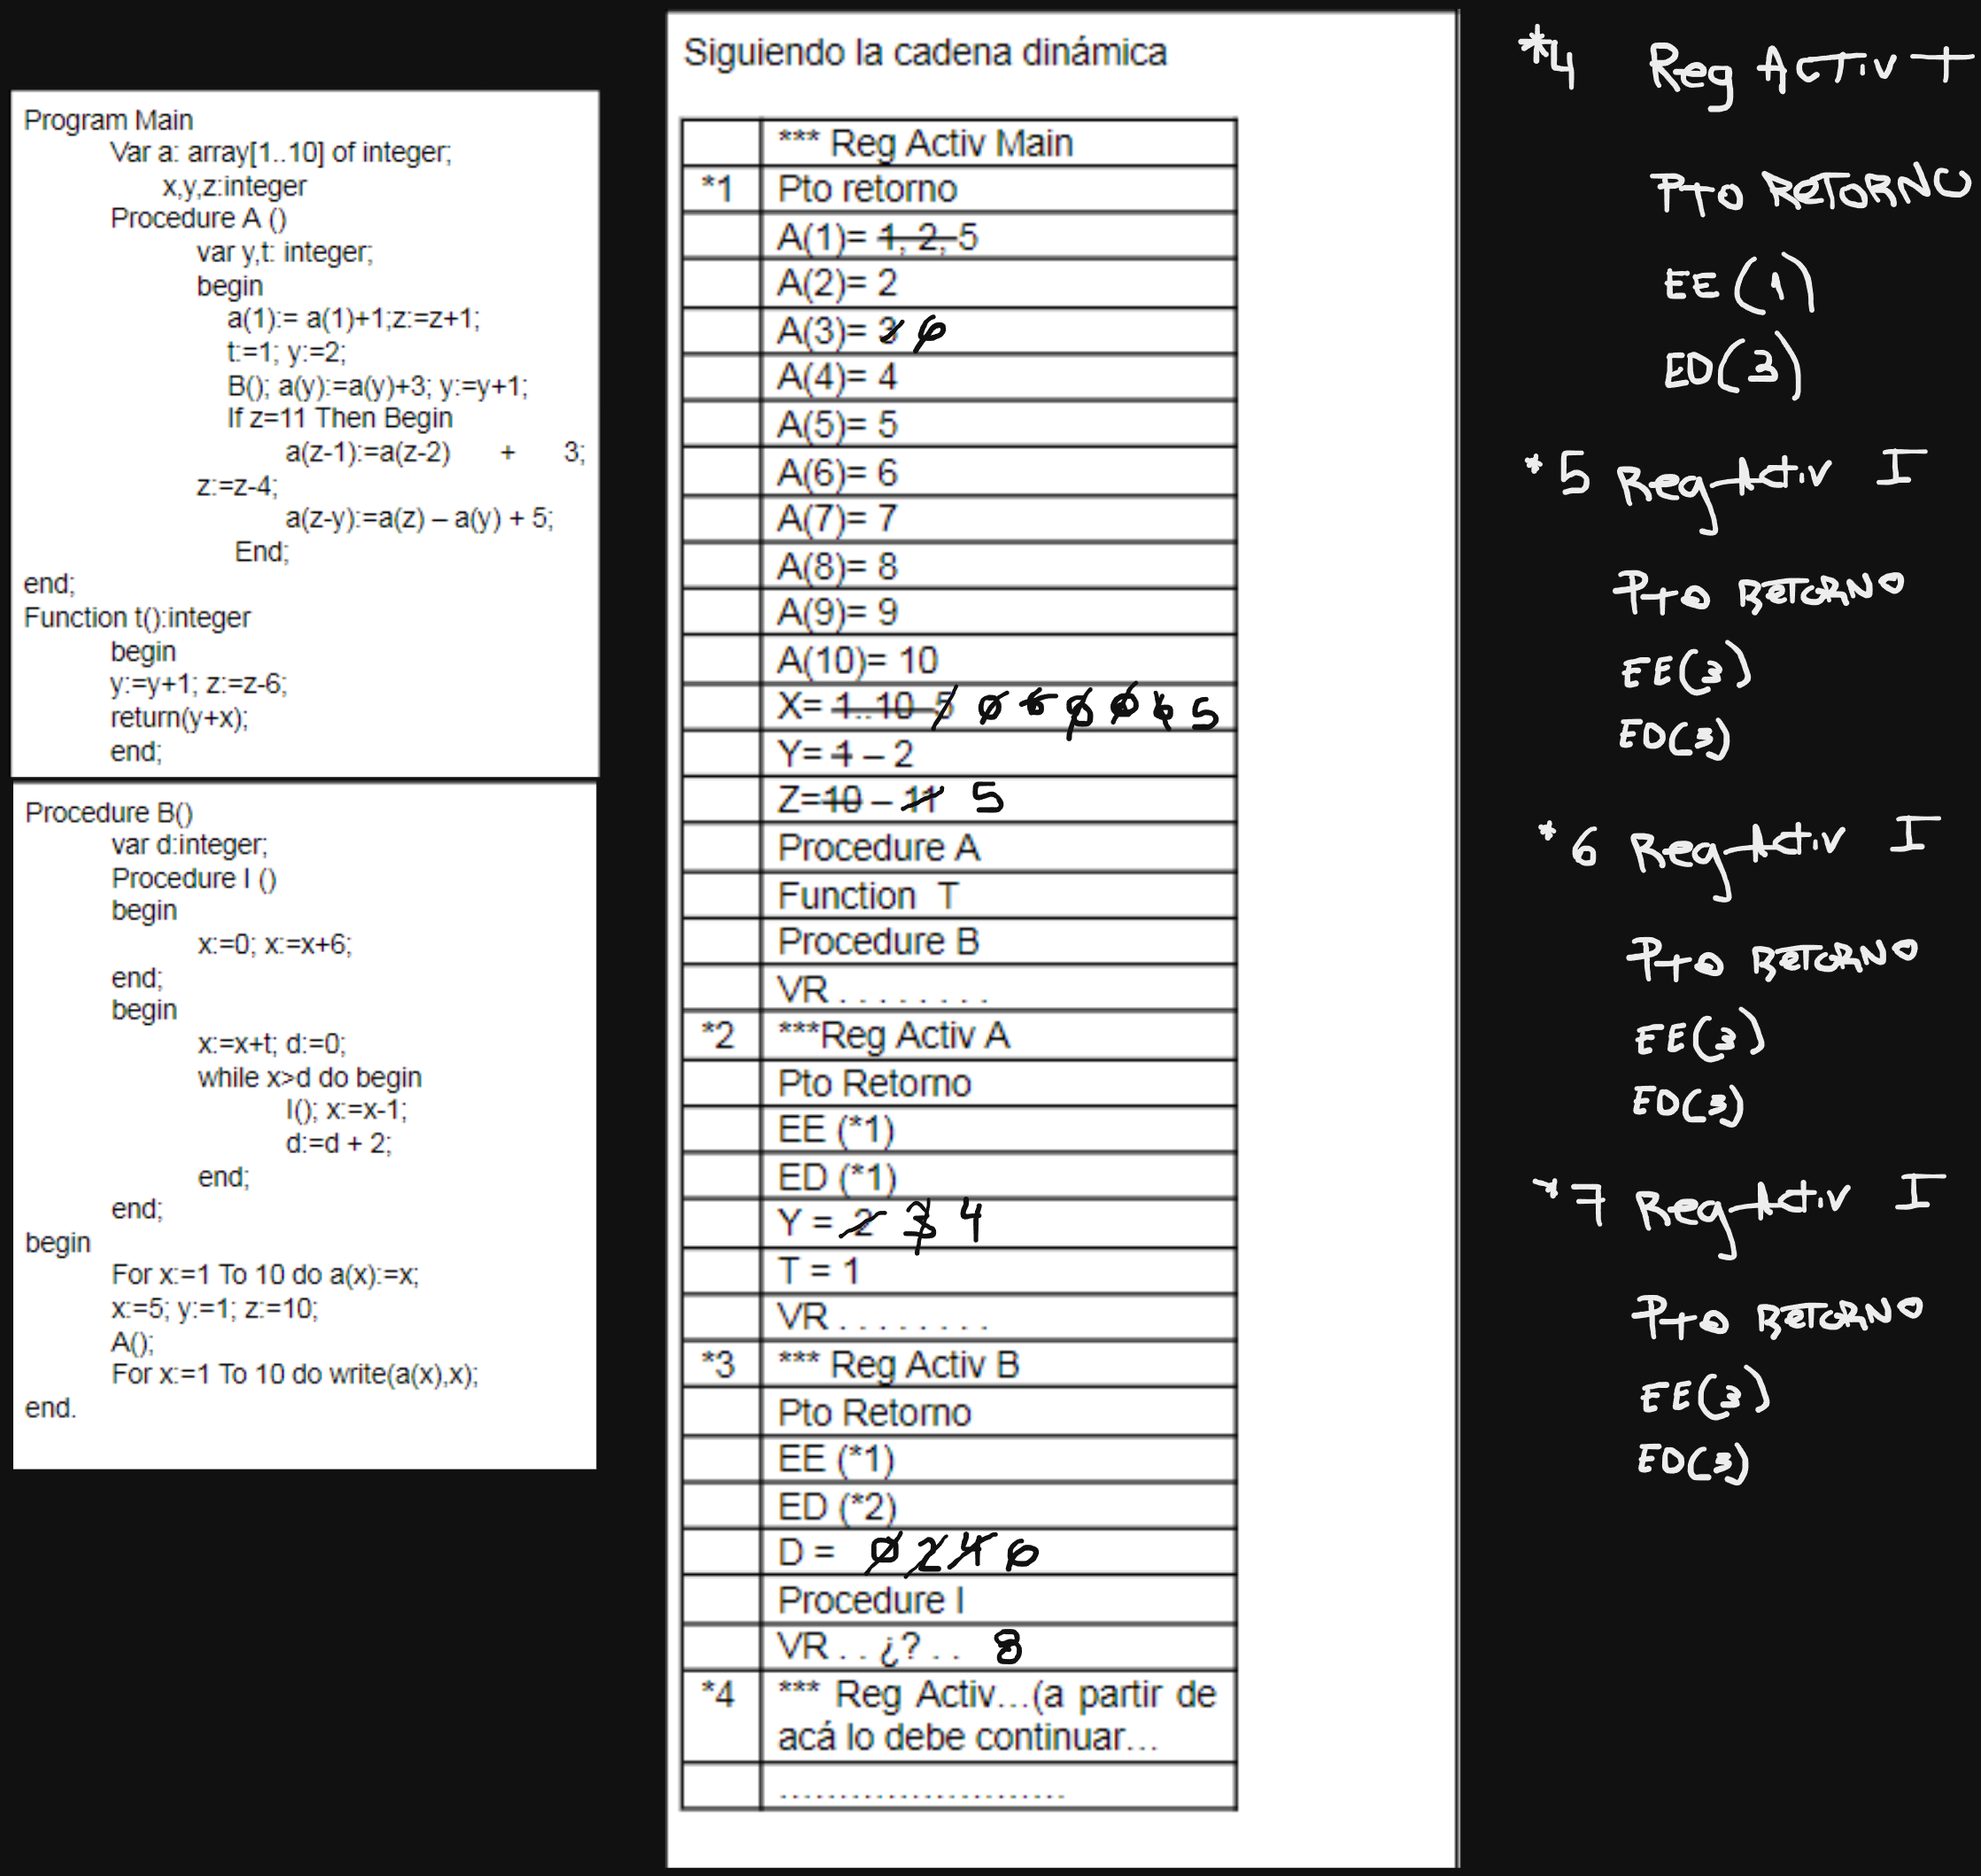 Program Main
Var a: array[1..10] of integer;
x,y,z:integer
Procedure A ()
var y,t: integer;
begin
a(1):= a(1)+1;z:=z+1;
t:=1; y:=2;
B(); a(y):=a(y)+3; y:=y+1;
If z=11 Then Begin
a(z-1):=a(z-2) + 3;
z:=z-4;
a(z-y):=a(z) – a(y) + 5;
End;
end;
Function t():integer
begin
y:=y+1; z:=z-6;
return(y+x);
end;
Procedure B()
var d:integer;
Procedure I ()
begin
x:=0; x:=x+6;
end;
begin
x:=x+t; d:=0;
while x>d do begin
I(); x:=x-1;
d:=d + 2;
end;
end;
begin
For x:=1 To 10 do a(x):=x;
x:=5; y:=1; z:=10;
A();
For x:=1 To 10 do write(a(x),x);
end.
Siguiendo la cadena dinámica
*** Reg Activ Main
*1 Pto retorno
A(1)= 1, 2, 5
A(2)= 2
A(3)= 3 6
A(4)= 4
A(5)= 5
A(6)= 6
A(7)= 7
A(8)= 8
A(9)= 9
A(10)= 10
X= 1..10 5 0 6 0 6 5
Y= 1 – 2
Z=10 – 11 5
Procedure A
Function T
Procedure B
VR . . . . . . . .
*2 ***Reg Activ A
Pto Retorno
EE (*1)
ED (*1)
Y = 2 3 4
T = 1
VR . . . . . . . .
*3 *** Reg Activ B
Pto Retorno
EE (*1)
ED (*2)
D = 0 2 4 6
Procedure I
VR . . ¿? . . 8
*4 *** Reg Activ…(a partir de
acá lo debe continuar…
……………………
*4 Reg Activ T
PTO RETORNO
EE (1)
ED(3)
*5 Reg Activ I
Pto RETORNO
EE(3)
ED(3)
*6 Reg Activ I
Pto RETORNO
EE(3)
ED(3)
*7 Reg Activ I
Pto RETORNO
EE(3)
ED(3)